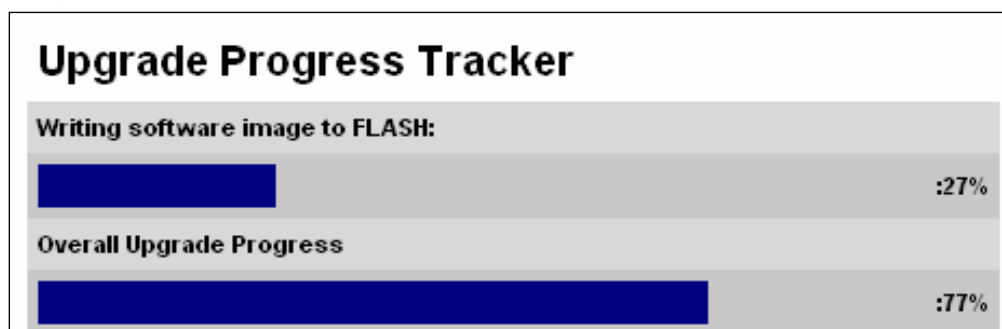 Upgrade Progress Tracker
Writing software image to FLASH:
:27%
Overall Upgrade Progress
:77%